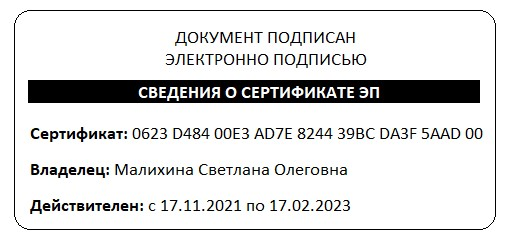 ДОКУМЕНТ ПОДПИСАН
ЭЛЕКТРОННО ПОДПИСЬЮ
СВЕДЕНИЯ О СЕРТИФИКАТЕ ЭП
Сертификат: 0623 D484 00E3 AD7E 8244 39BC DA3F 5AAD 00
Владелец: Малихина Светлана Олеговна
Действителен: с 17.11.2021 по 17.02.2023